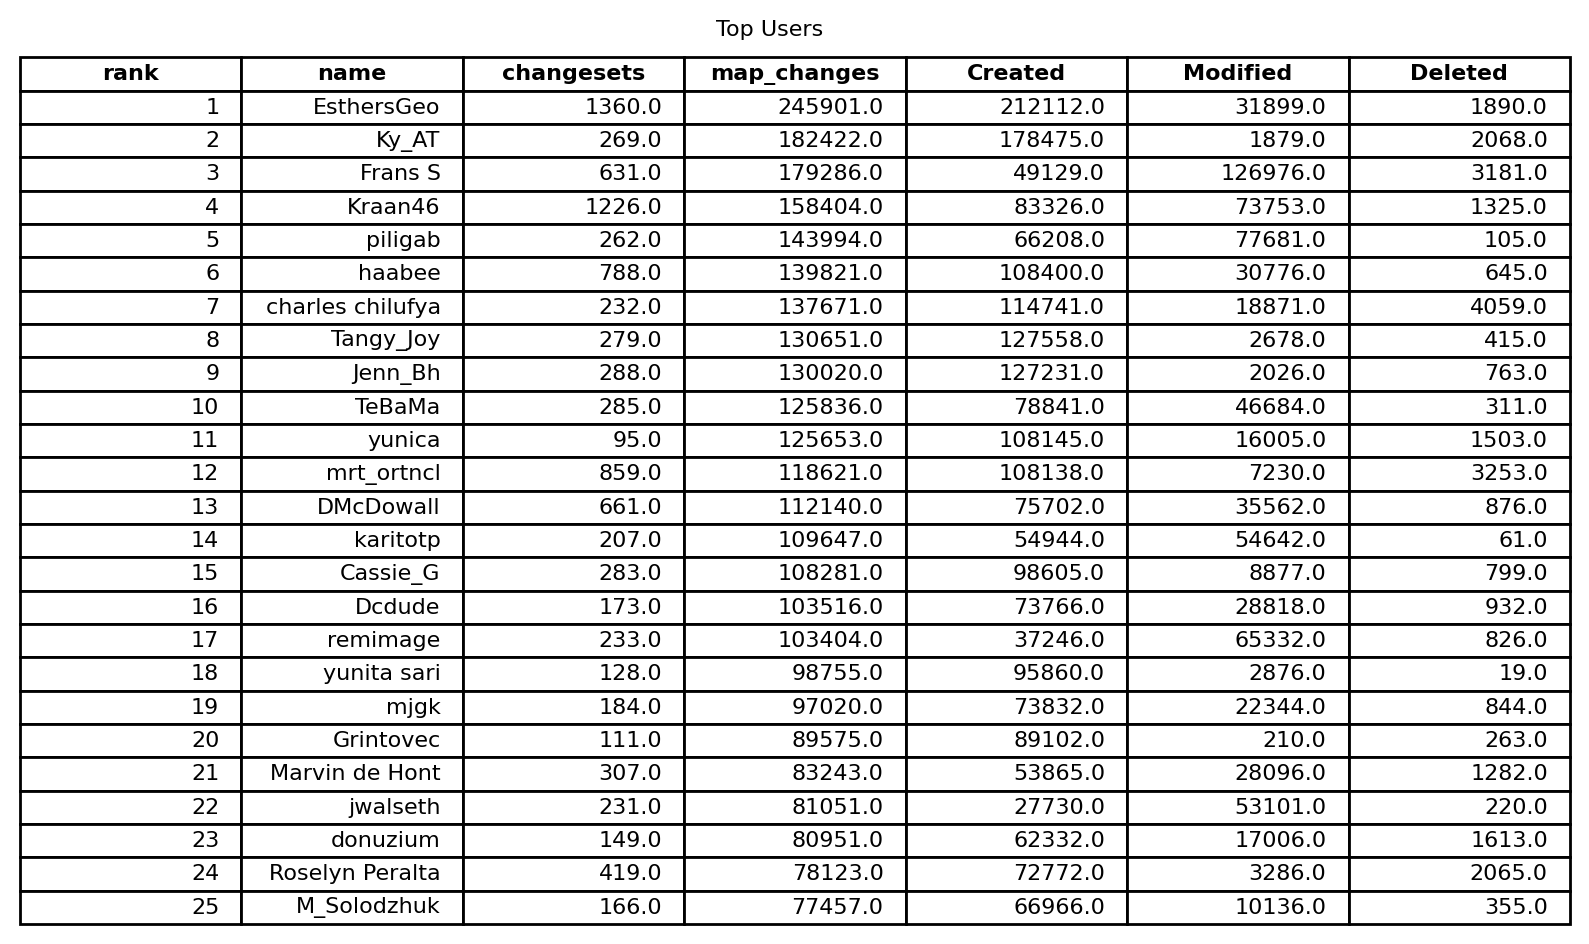 Top Users
rank name changesets map_changes Created Modified Deleted
1 EsthersGeo 1360.0 245901.0 212112.0 31899.0 1890.0
2 Ky_AT 269.0 182422.0 178475.0 1879.0 2068.0
3 Frans S 631.0 179286.0 49129.0 126976.0 3181.0
4 Kraan46 1226.0 158404.0 83326.0 73753.0 1325.0
5 piligab 262.0 143994.0 66208.0 77681.0 105.0
6 haabee 788.0 139821.0 108400.0 30776.0 645.0
7 charles chilufya 232.0 137671.0 114741.0 18871.0 4059.0
8 Tangy_Joy 279.0 130651.0 127558.0 2678.0 415.0
9 Jenn_Bh 288.0 130020.0 127231.0 2026.0 763.0
10 TeBaMa 285.0 125836.0 78841.0 46684.0 311.0
11 yunica 95.0 125653.0 108145.0 16005.0 1503.0
12 mrt_ortncl 859.0 118621.0 108138.0 7230.0 3253.0
13 DMcDowall 661.0 112140.0 75702.0 35562.0 876.0
14 karitotp 207.0 109647.0 54944.0 54642.0 61.0
15 Cassie_G 283.0 108281.0 98605.0 8877.0 799.0
16 Dcdude 173.0 103516.0 73766.0 28818.0 932.0
17 remimage 233.0 103404.0 37246.0 65332.0 826.0
18 yunita sari 128.0 98755.0 95860.0 2876.0 19.0
19 mjgk 184.0 97020.0 73832.0 22344.0 844.0
20 Grintovec 111.0 89575.0 89102.0 210.0 263.0
21 Marvin de Hont 307.0 83243.0 53865.0 28096.0 1282.0
22 jwalseth 231.0 81051.0 27730.0 53101.0 220.0
23 donuzium 149.0 80951.0 62332.0 17006.0 1613.0
24 Roselyn Peralta 419.0 78123.0 72772.0 3286.0 2065.0
25 M_Solodzhuk 166.0 77457.0 66966.0 10136.0 355.0